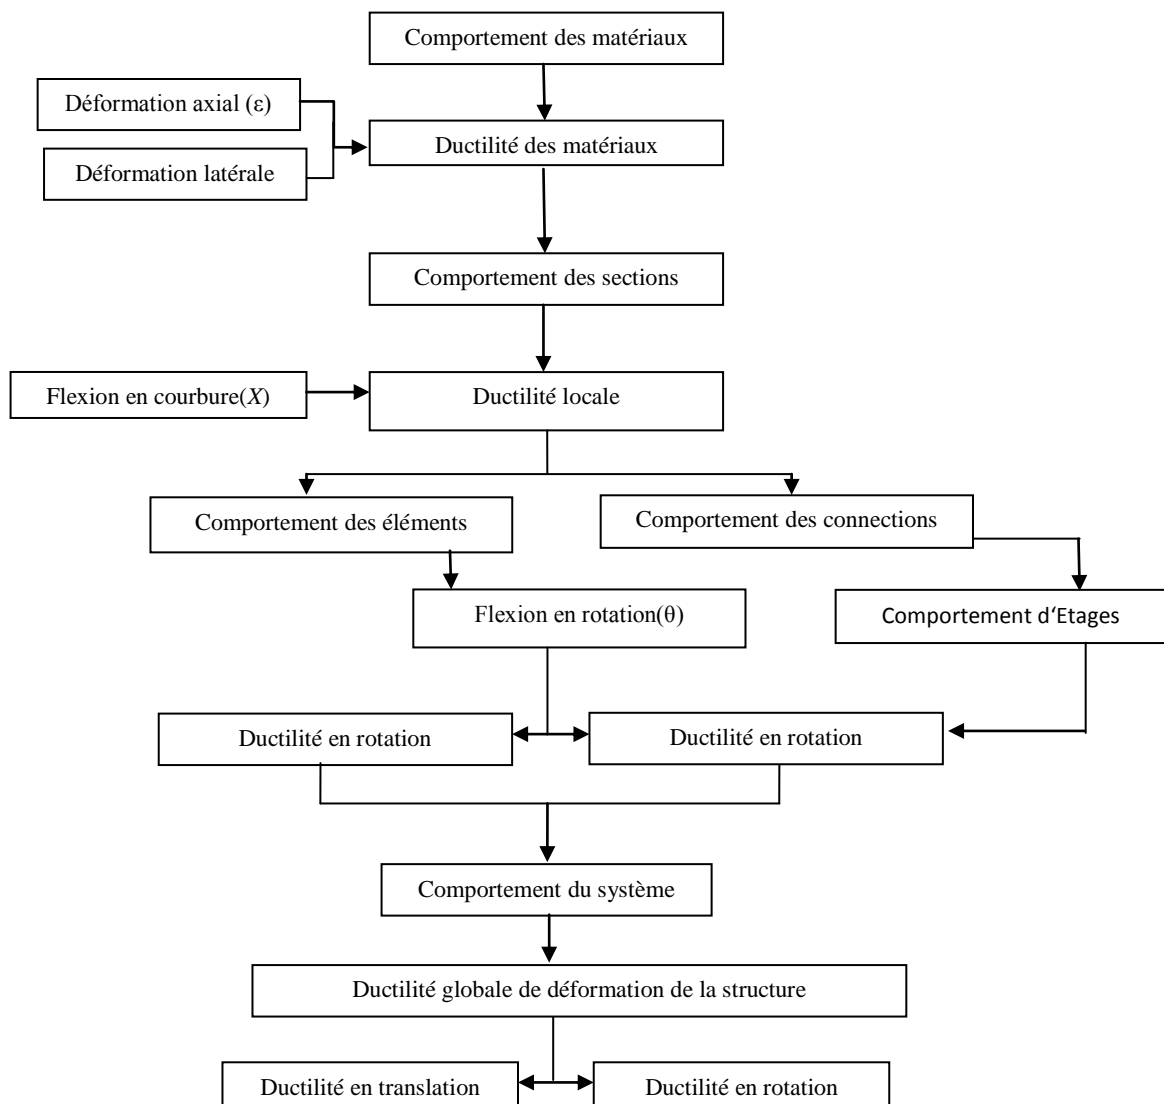 Comportement des matériaux
Déformation axial (ε)
Ductilité des matériaux
Déformation latérale
Comportement des sections
Flexion en courbure(X)
Ductilité locale
Comportement des éléments
Comportement des connections
Flexion en rotation(θ)
Comportement d‘Etages
Ductilité en rotation
Ductilité en rotation
Comportement du système
Ductilité globale de déformation de la structure
Ductilité en translation
Ductilité en rotation